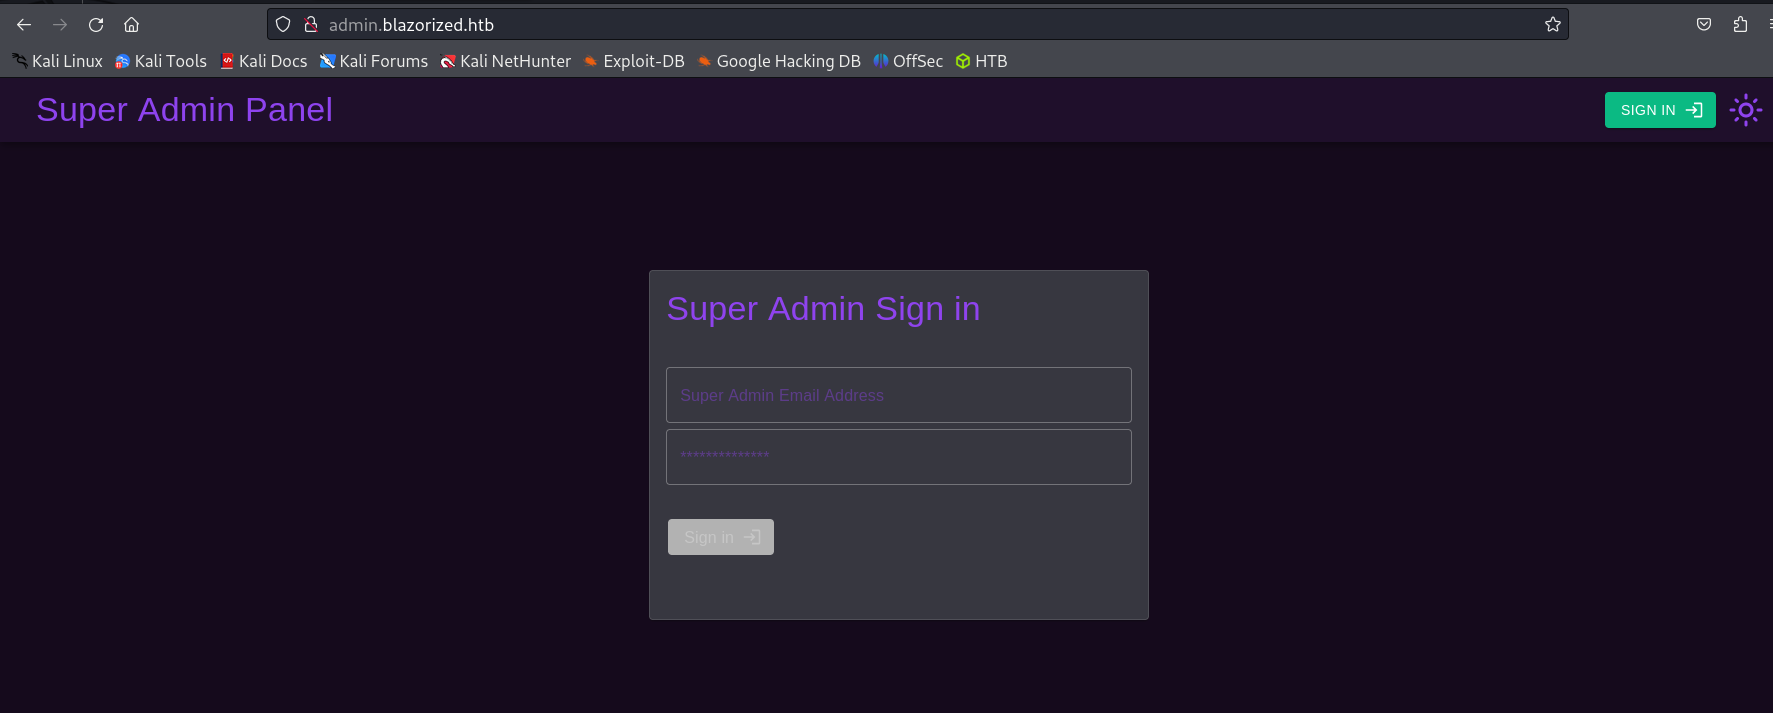 admin.blazorized.htb
Kali Linux Kali Tools Kali Docs Kali Forums Kali NetHunter Exploit-DB Google Hacking DB OffSec HTB
Super Admin Panel SIGN IN
Super Admin Sign in
Super Admin Email Address
**************
Sign in